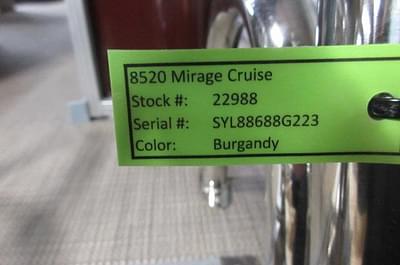 8520 Mirage Cruise
Stock #: 22988
Serial #: SYL88688G223
Color: Burgandy